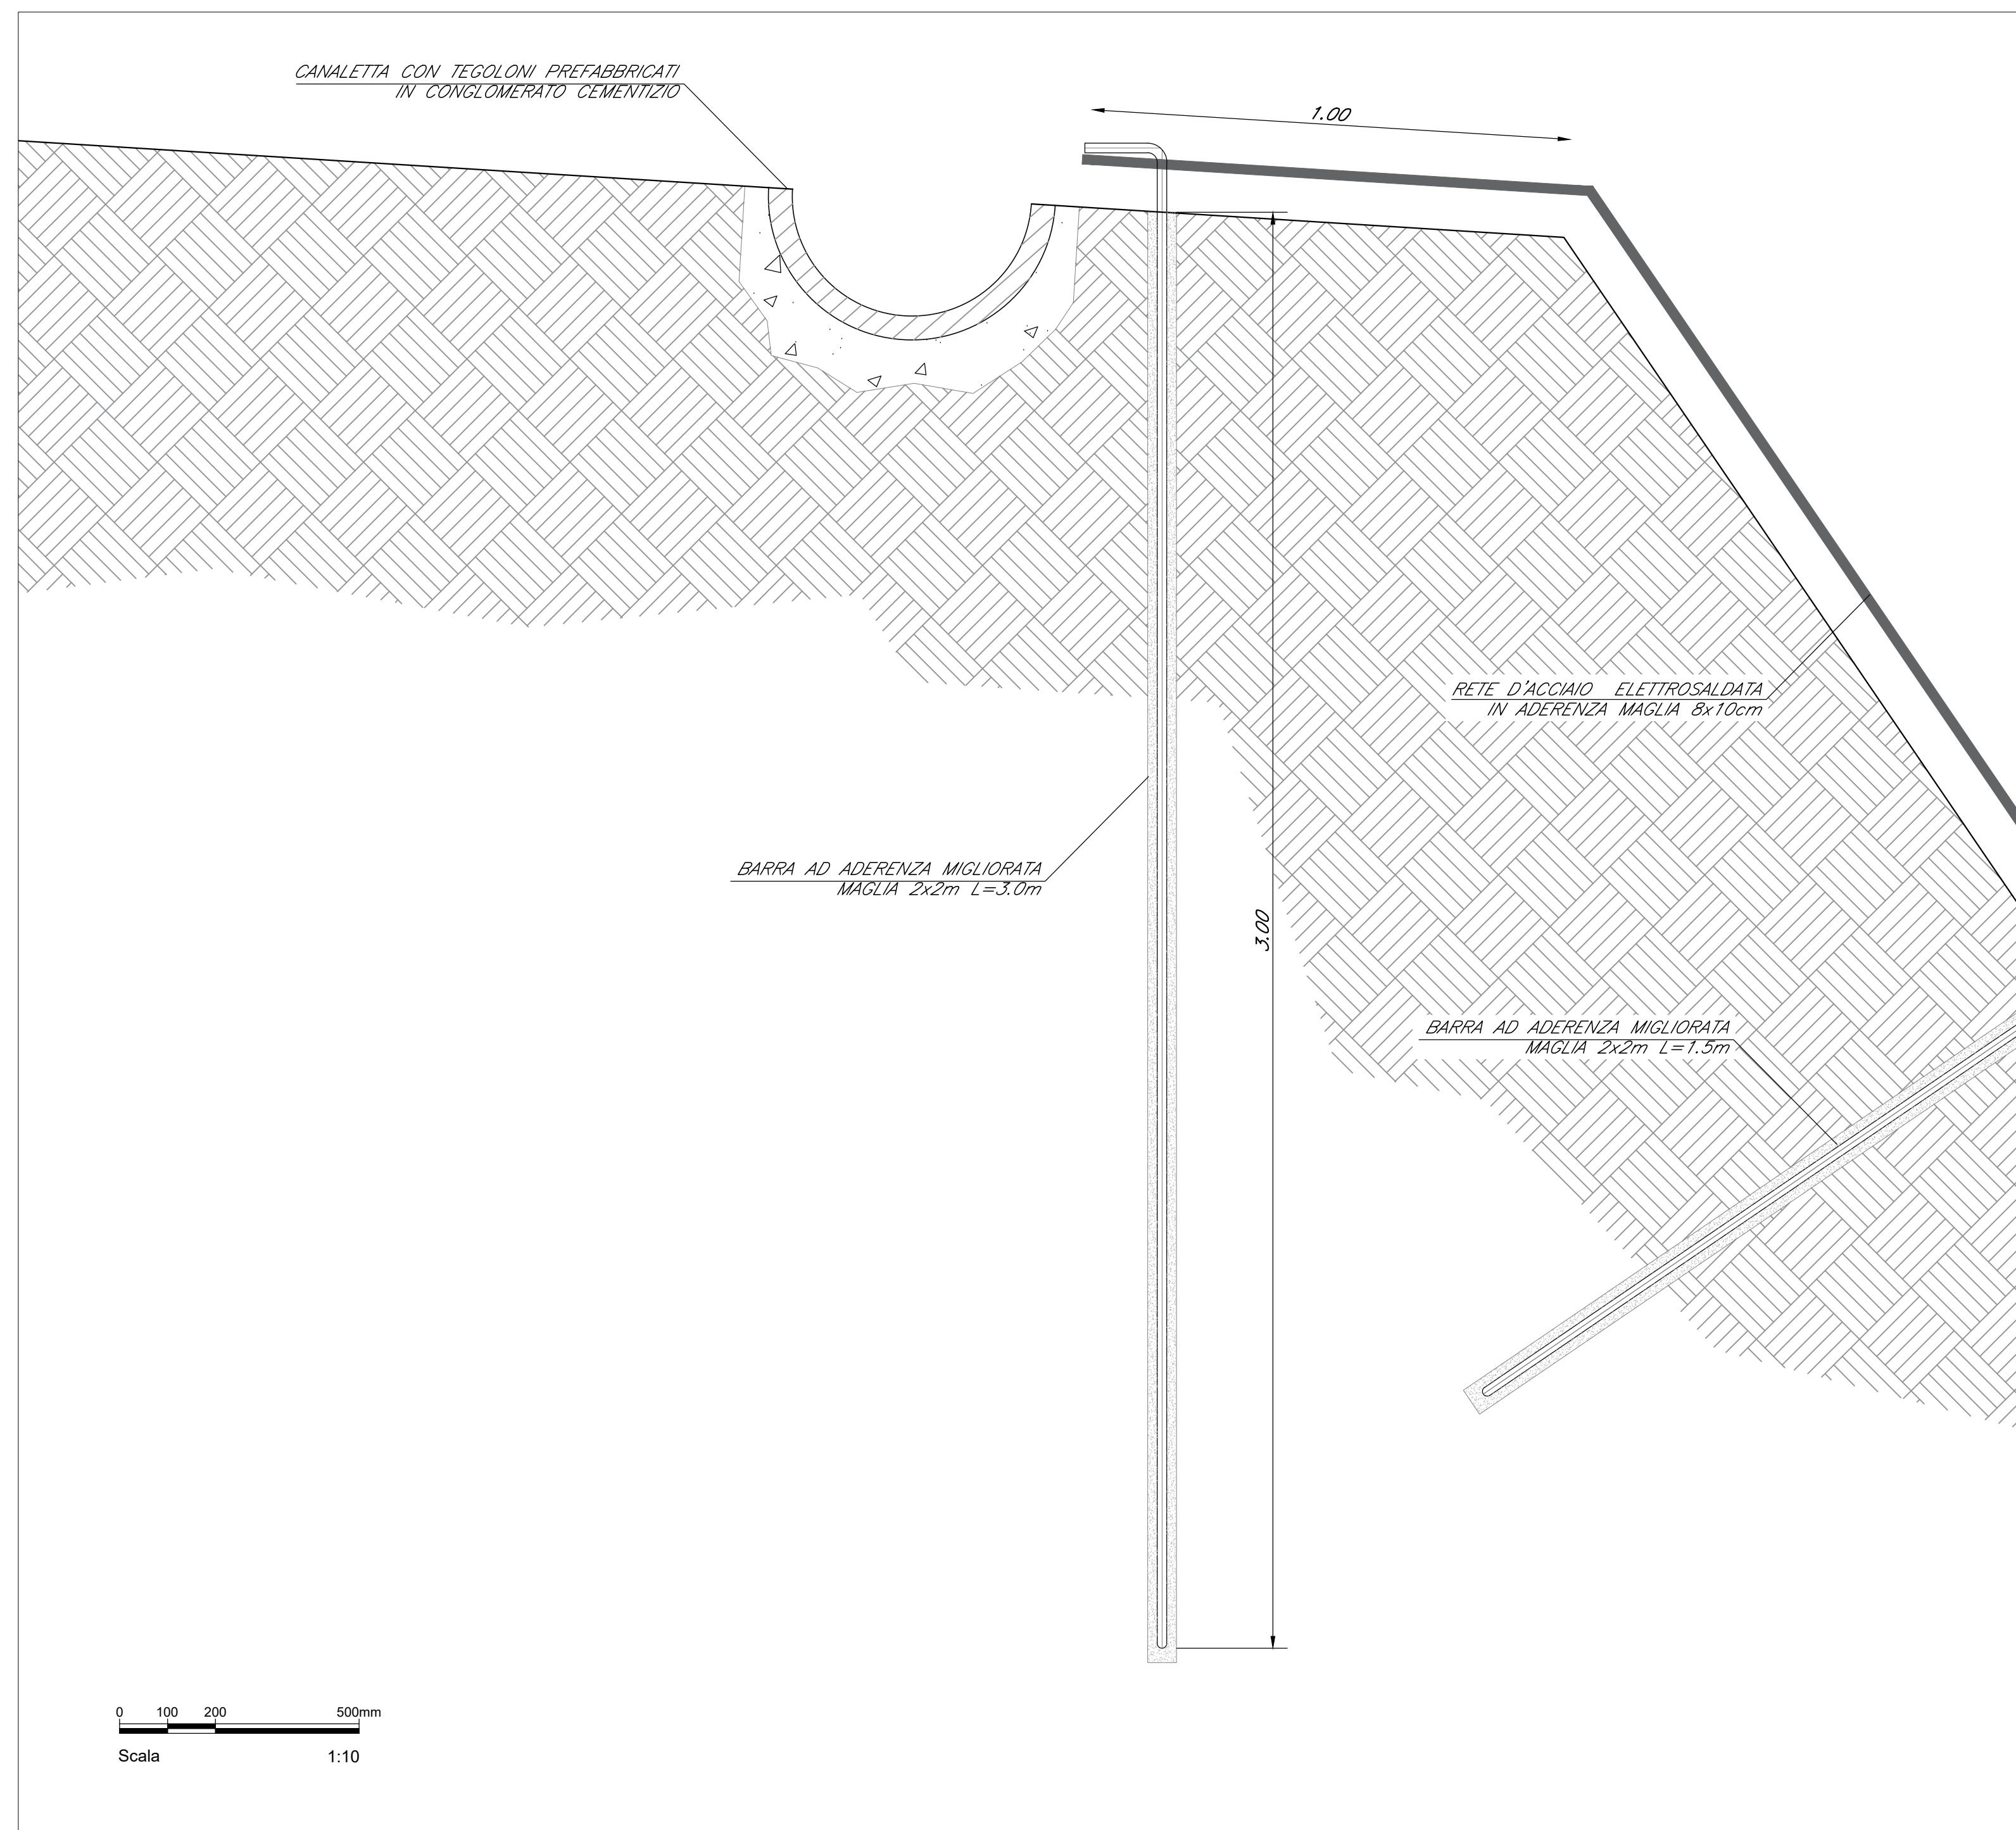 CANALETTA CON TEGOLONI PREFABBRICATI
IN CONGLOMERATO CEMENTIZIO
1.00
RETE D'ACCIAIO ELETTROSALDATA
IN ADERENZA MAGLIA 8x10cm
BARRA AD ADERENZA MIGLIORATA
MAGLIA 2x2m L=3.0m
3.00
BARRA AD ADERENZA MIGLIORATA
MAGLIA 2x2m L=1.5m
0 100 200 500mm
Scala 1:10